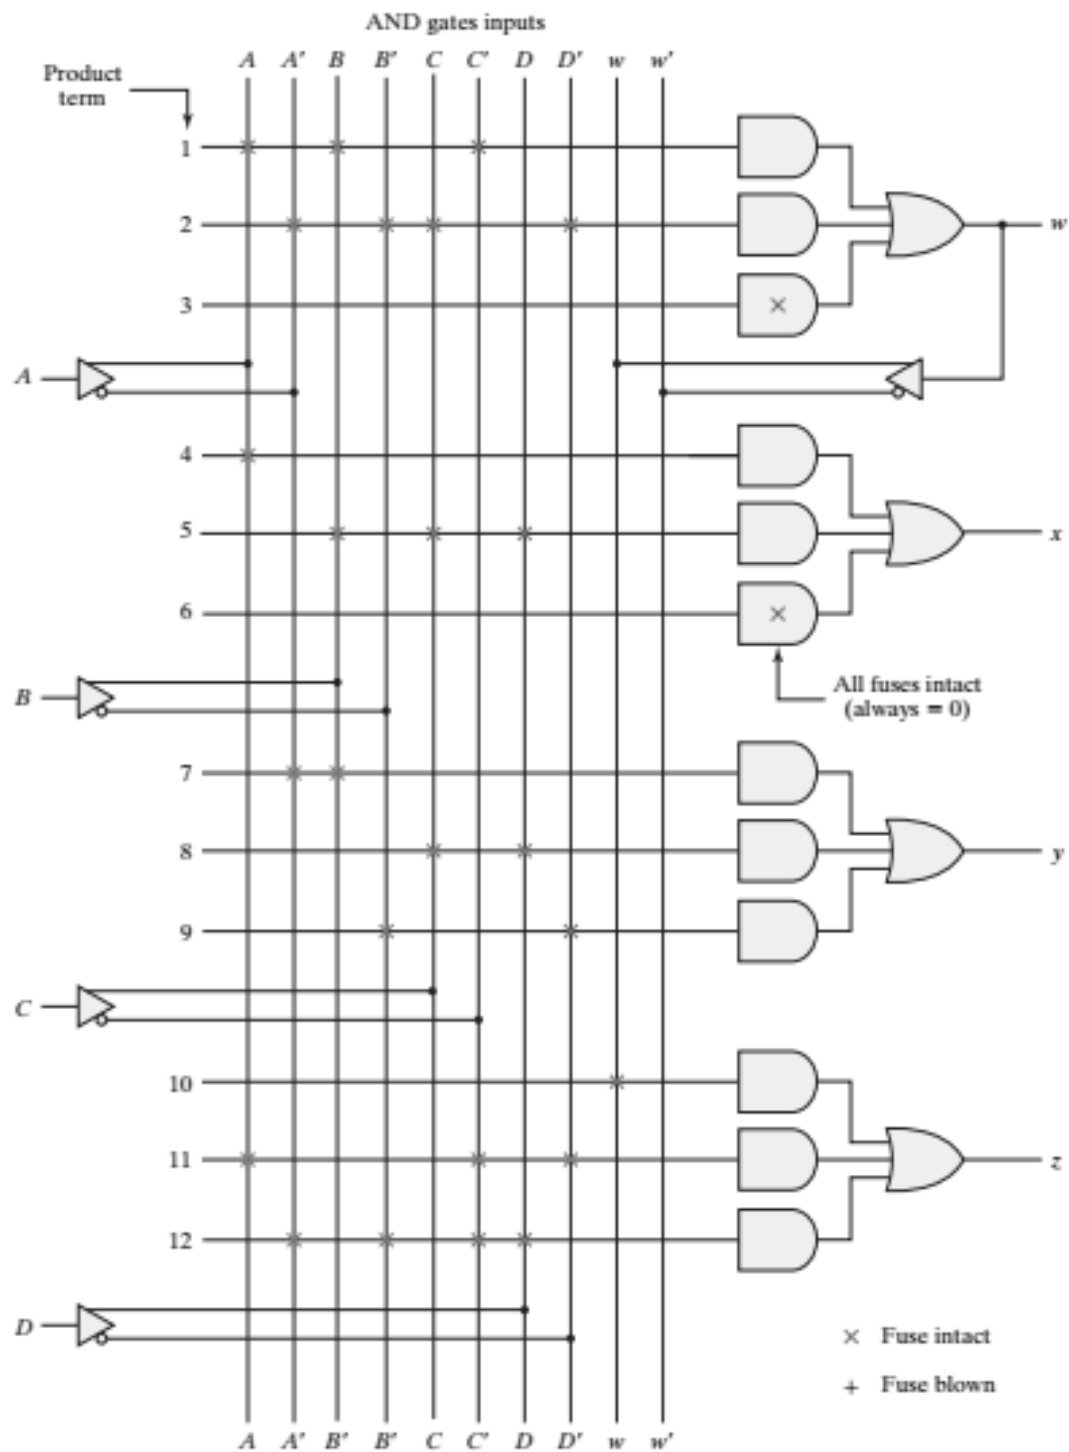 AND gates inputs
A A' B B' C C' D D' w w'
Product
term
1
2
w
3
A
4
5
x
6
B
All fuses intact
(always = 0)
7
8
y
9
C
10
11
z
12
D
× Fuse intact
+ Fuse blown
A A' B' B' C C' D D' w w'